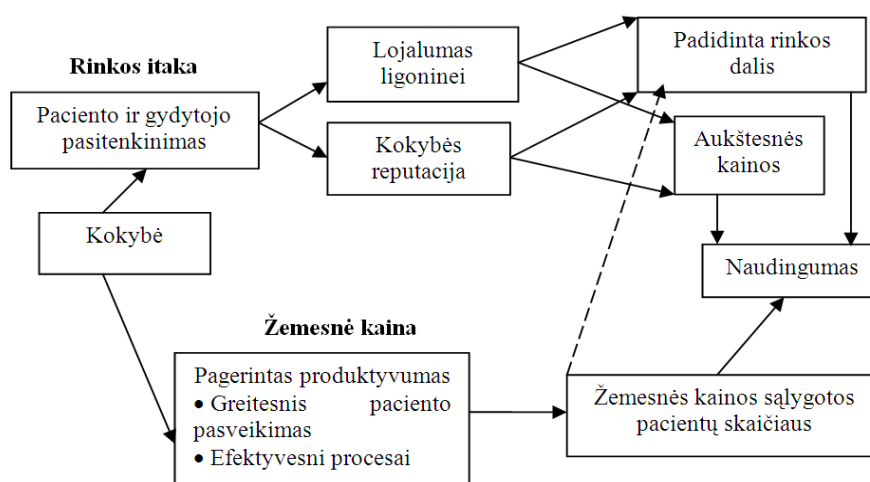 Rinkos itaka
Paciento ir gydytojo
pasitenkinimas
Lojalumas
ligoninei
Kokybės
reputacija
Padidinta rinkos
dalis
Aukštesnės
kainos
Kokybė
Naudingumas
Žemesnė kaina
Pagerintas produktyvumas
• Greitesnis paciento
pasveikimas
• Efektyvesni procesai
Žemesnės kainos sąlygotos
pacientų skaičiaus